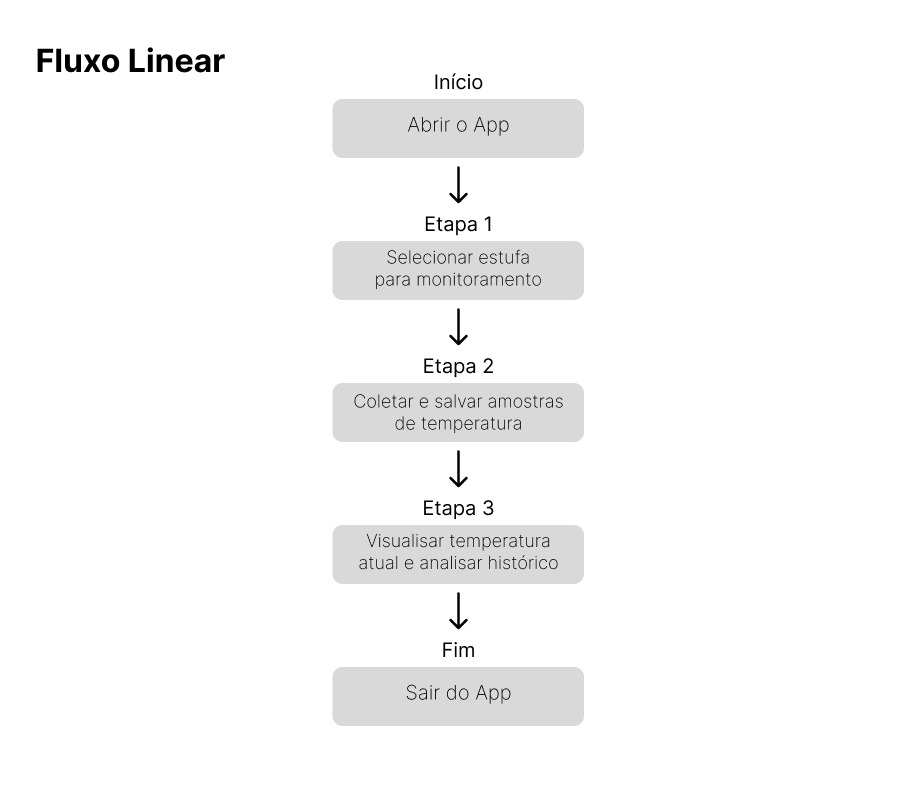 Fluxo Linear
Início
Abrir o App
Etapa 1
Selecionar estufa
para monitoramento
Etapa 2
Coletar e salvar amostras
de temperatura
Etapa 3
Visualisar temperatura
atual e analisar histórico
Fim
Sair do App